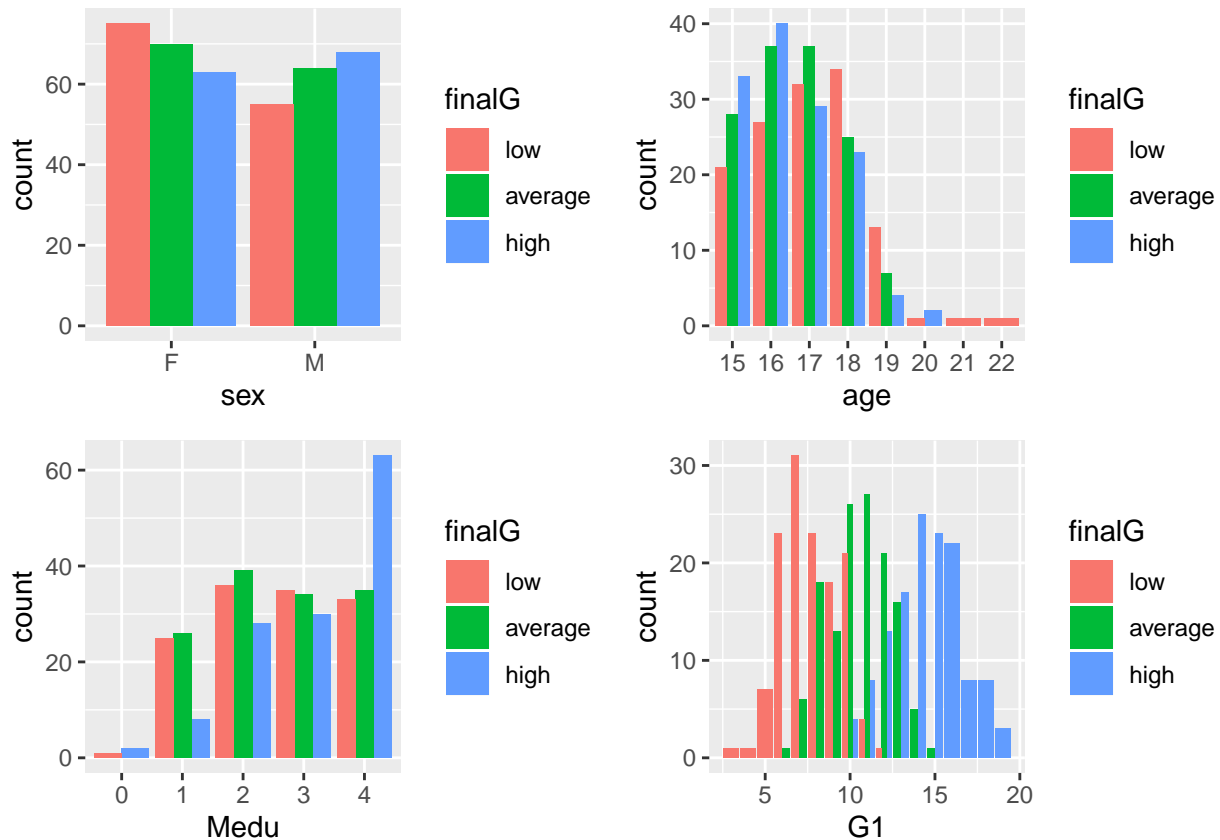 60
40
20
0
count
F
M
sex
finalG
low
average
high
40
30
20
10
0
count
15 16 17 18 19 20 21 22
age
finalG
low
average
high
60
40
20
0
count
0 1 2 3 4
Medu
finalG
low
average
high
30
20
10
0
count
5 10 15 20
G1
finalG
low
average
high